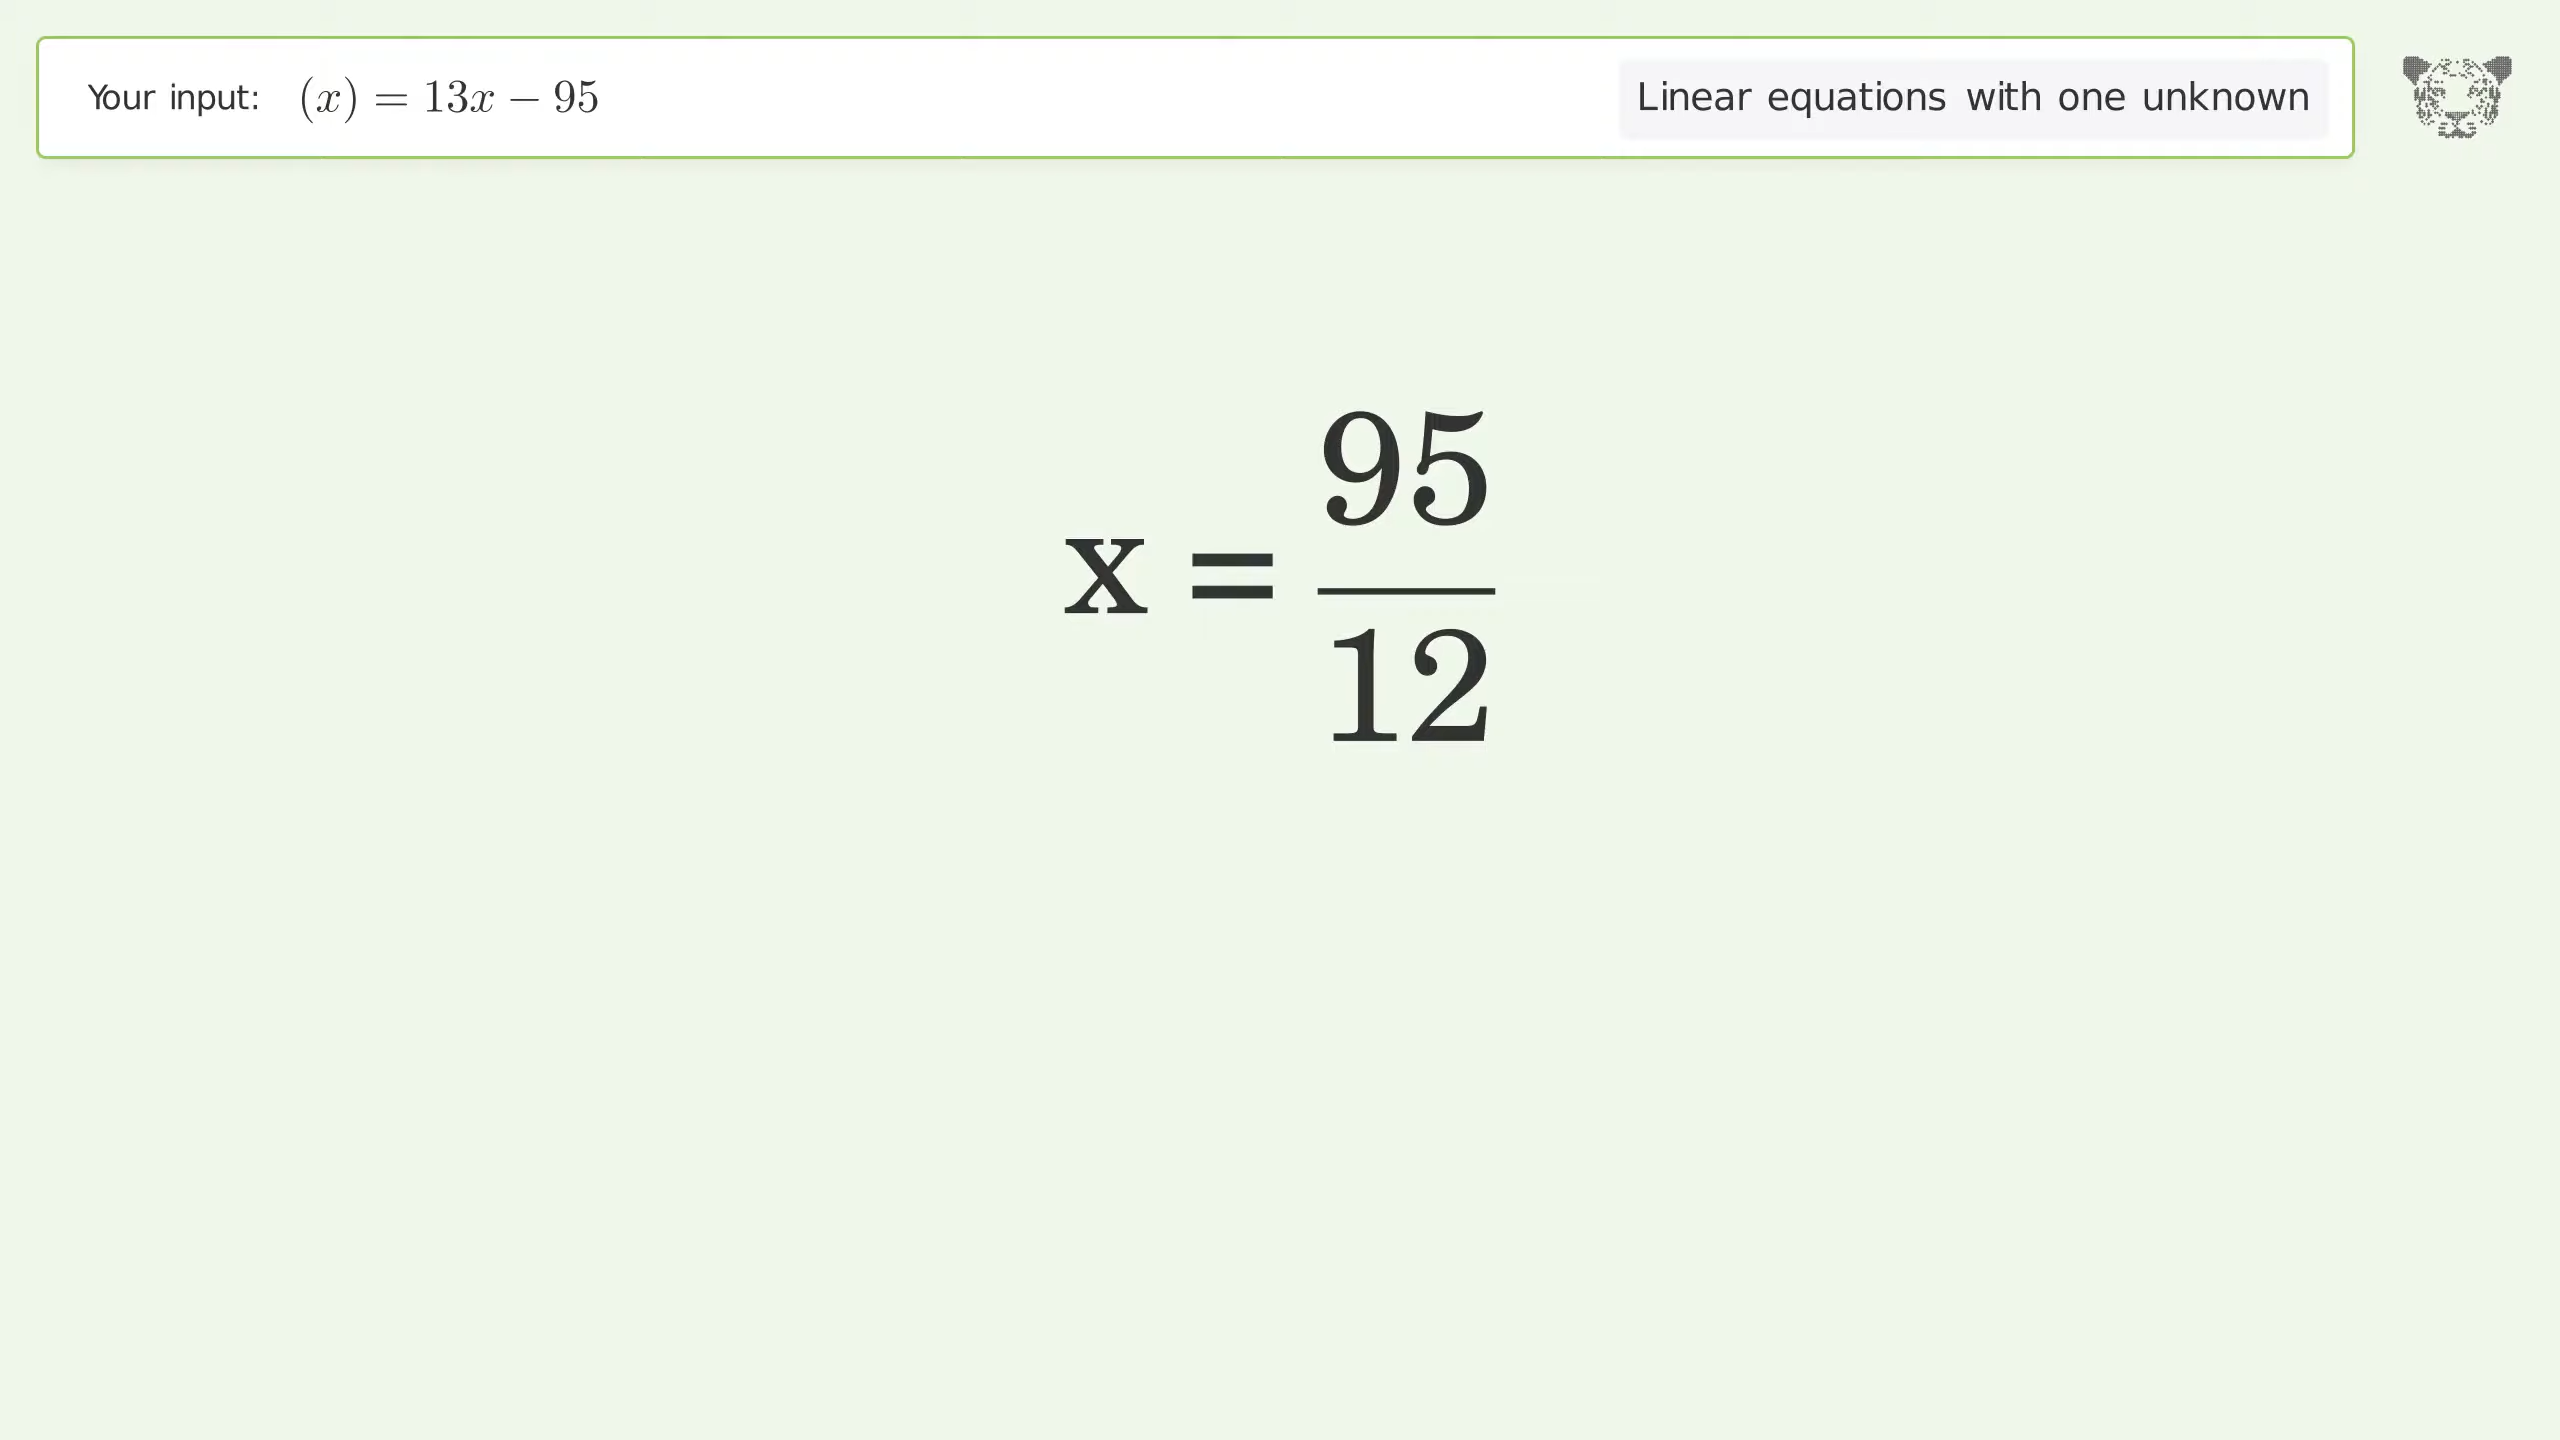 Your input: (x) = 13x − 95
Linear equations with one unknown
x = 95/12